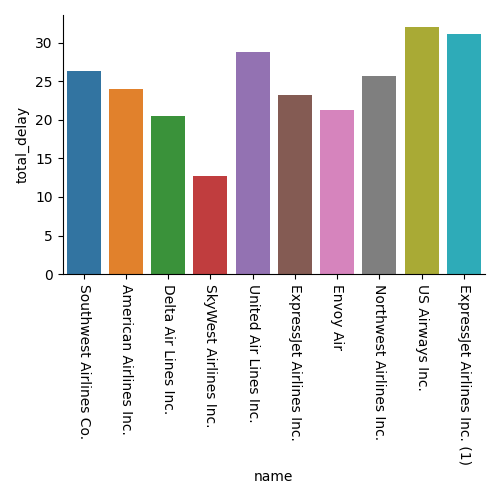 total_delay
30
25
20
15
10
5
0
Southwest Airlines Co.
American Airlines Inc.
Delta Air Lines Inc.
SkyWest Airlines Inc.
United Air Lines Inc.
ExpressJet Airlines Inc.
Envoy Air
Northwest Airlines Inc.
US Airways Inc.
ExpressJet Airlines Inc. (1)
name